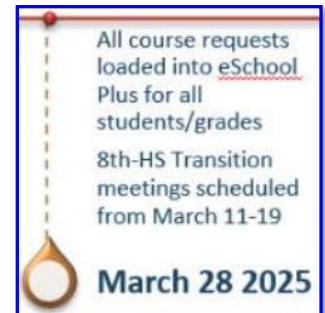 All course requests
loaded into eSchool
Plus for all
students/grades
8th-HS Transition
meetings scheduled
from March 11-19
March 28 2025